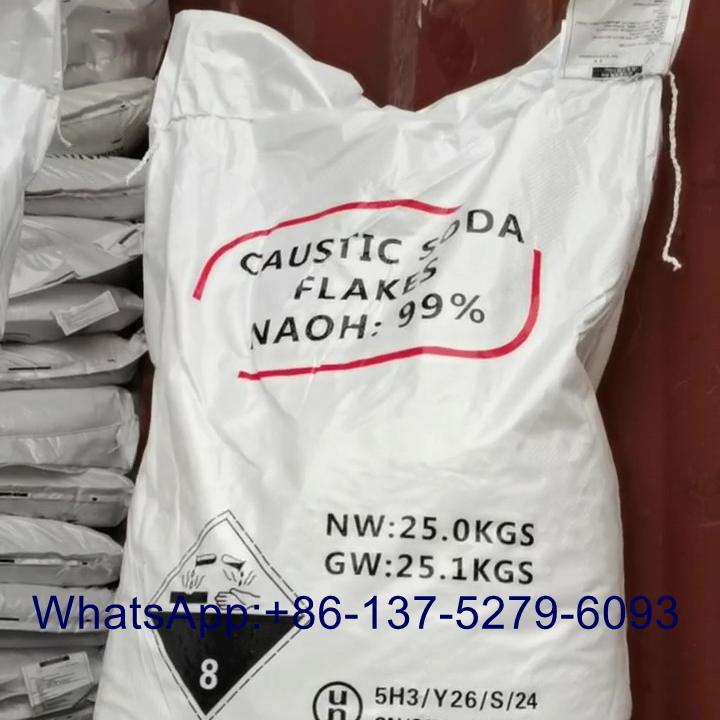 CAUSTIC SODA
FLAKES
NAOH: 99%
NW:25.0KGS
GW:25.1KGS
WhatsApp:+86-137-5279-6093
8
un
5H3/Y26/S/24